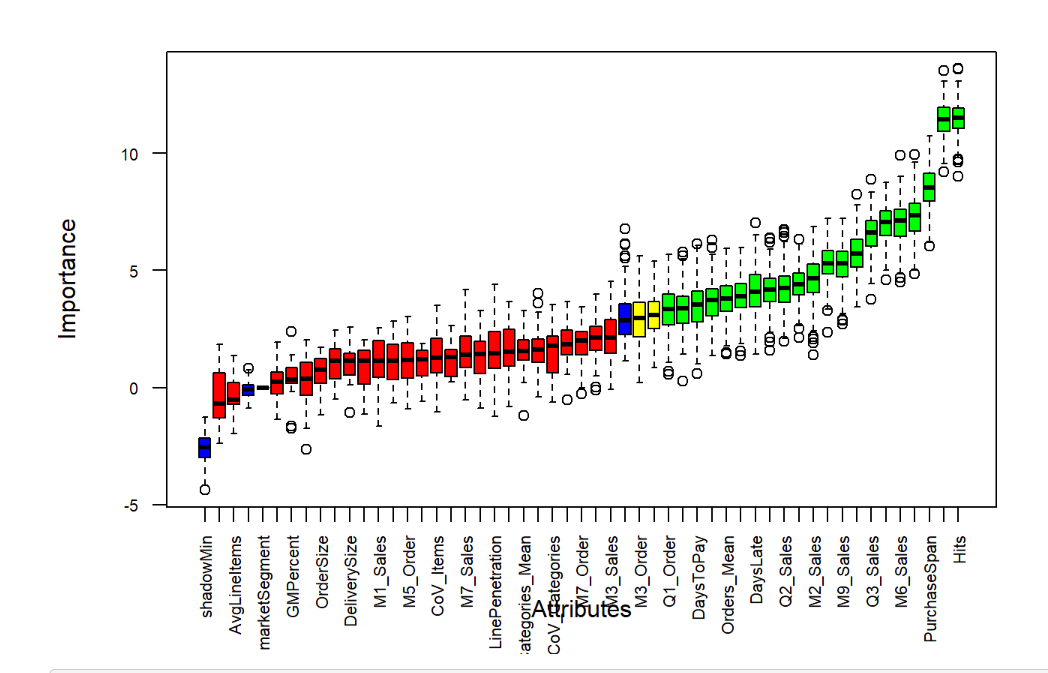 Importance
10
5
0
-5
shadowMin
AvgLineItems
marketSegment
GMPercent
OrderSize
DeliverySize
M1_Sales
M5_Order
CoV_Items
M7_Sales
LinePenetration
ategories_Mean
CoV_Categories
M7_Order
M3_Sales
M3_Order
Q1_Order
DaysToPay
Orders_Mean
DaysLate
Q2_Sales
M2_Sales
M9_Sales
Q3_Sales
M6_Sales
PurchaseSpan
Hits
Attributes